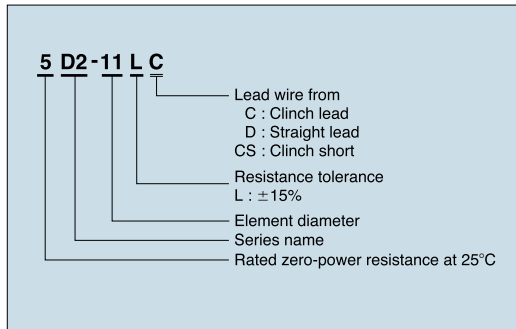 5 D2-11 L C
Lead wire from
C : Clinch lead
D : Straight lead
CS : Clinch short
Resistance tolerance
L : ±15%
Element diameter
Series name
Rated zero-power resistance at 25°C